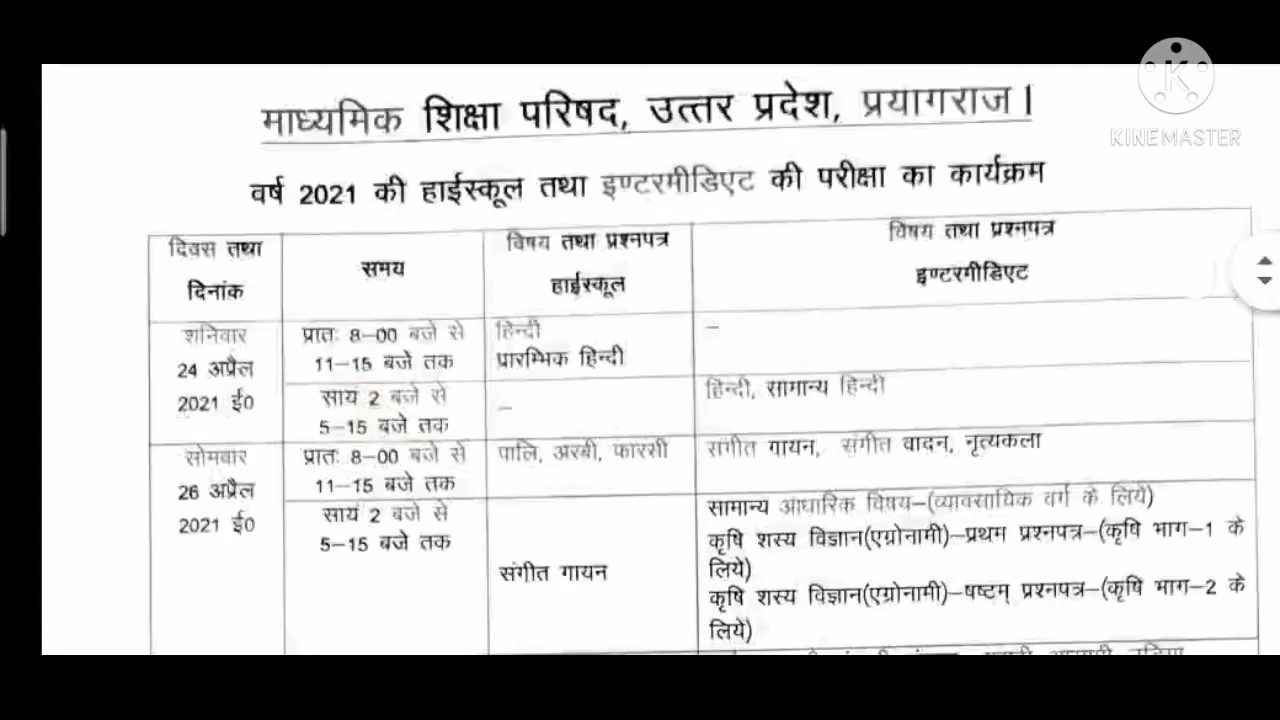 माध्यमिक शिक्षा परिषद, उत्तर प्रदेश, प्रयागराज।
KINEMASTER
वर्ष 2021 की हाईस्कूल तथा इण्टरमीडिएट की परीक्षा का कार्यक्रम
दिवस तथा
दिनांक
समय
विषय तथा प्रश्नपत्र
हाईस्कूल
विषय तथा प्रश्नपत्र
इण्टरमीडिएट
शनिवार
24 अप्रैल
2021 ई0
प्रातः 8–00 बजे से
11–15 बजे तक
हिन्दी
प्रारम्भिक हिन्दी
–
सायं 2 बजे से
5–15 बजे तक
–
हिन्दी, सामान्य हिन्दी
सोमवार
26 अप्रैल
2021 ई0
प्रातः 8–00 बजे से
11–15 बजे तक
पालि, अरबी, फारसी
संगीत गायन, संगीत वादन, नृत्यकला
सायं 2 बजे से
5–15 बजे तक
संगीत गायन
सामान्य आधारिक विषय–(व्यावसायिक वर्ग के लिये)
कृषि शस्य विज्ञान(एग्रोनामी)–प्रथम प्रश्नपत्र–(कृषि भाग–1 के
लिये)
कृषि शस्य विज्ञान(एग्रोनामी)–षष्टम् प्रश्नपत्र–(कृषि भाग–2 के
लिये)